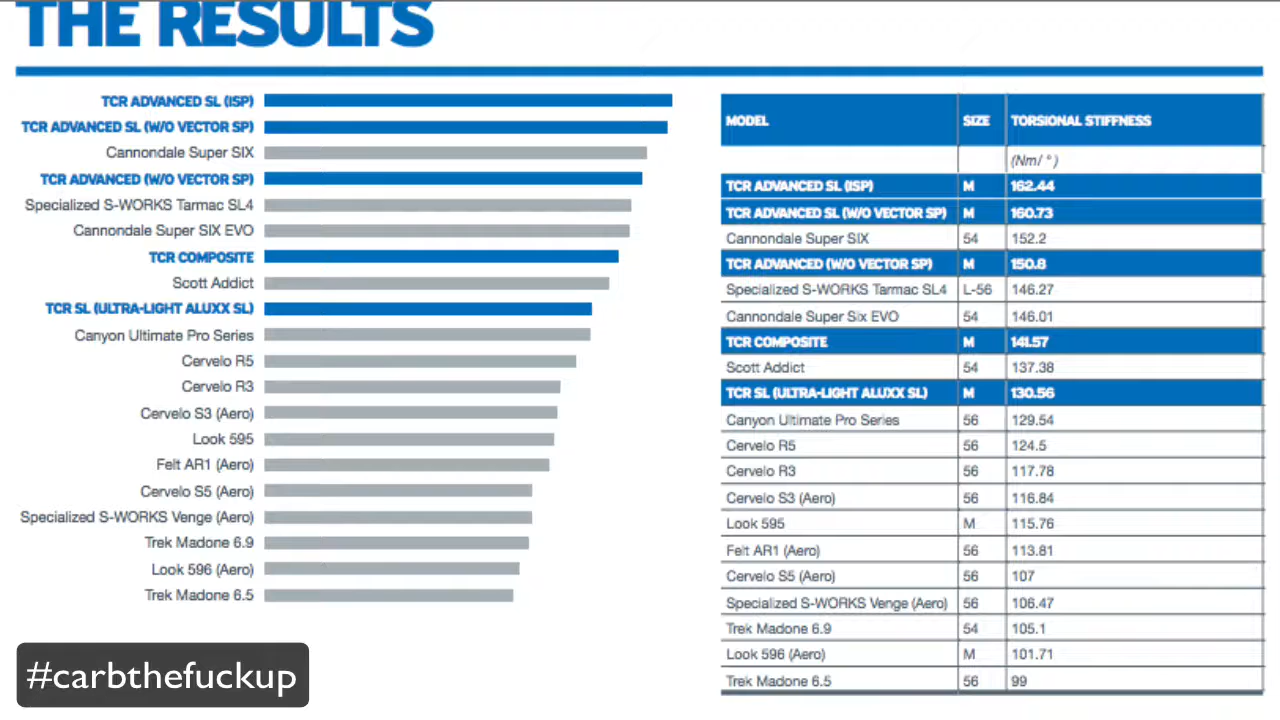 THE RESULTS
TCR ADVANCED SL (ISP)
TCR ADVANCED SL (W/O VECTOR SP)
Cannondale Super SIX
TCR ADVANCED (W/O VECTOR SP)
Specialized S-WORKS Tarmac SL4
Cannondale Super SIX EVO
TCR COMPOSITE
Scott Addict
TCR SL (ULTRA-LIGHT ALUXX SL)
Canyon Ultimate Pro Series
Cervelo R5
Cervelo R3
Cervelo S3 (Aero)
Look 595
Felt AR1 (Aero)
Cervelo S5 (Aero)
Specialized S-WORKS Venge (Aero)
Trek Madone 6.9
Look 596 (Aero)
Trek Madone 6.5
MODEL SIZE TORSIONAL STIFFNESS
(Nm/ °)
TCR ADVANCED SL (ISP) M 162.44
TCR ADVANCED SL (W/O VECTOR SP) M 160.73
Cannondale Super SIX 54 152.2
TCR ADVANCED (W/O VECTOR SP) M 150.8
Specialized S-WORKS Tarmac SL4 L-56 146.27
Cannondale Super Six EVO 54 146.01
TCR COMPOSITE M 141.57
Scott Addict 54 137.38
TCR SL (ULTRA-LIGHT ALUXX SL) M 130.56
Canyon Ultimate Pro Series 56 129.54
Cervelo R5 56 124.5
Cervelo R3 56 117.78
Cervelo S3 (Aero) 56 116.84
Look 595 M 115.76
Felt AR1 (Aero) 56 113.81
Cervelo S5 (Aero) 56 107
Specialized S-WORKS Venge (Aero) 56 106.47
Trek Madone 6.9 54 105.1
Look 596 (Aero) M 101.71
Trek Madone 6.5 56 99
#carbthefuckup